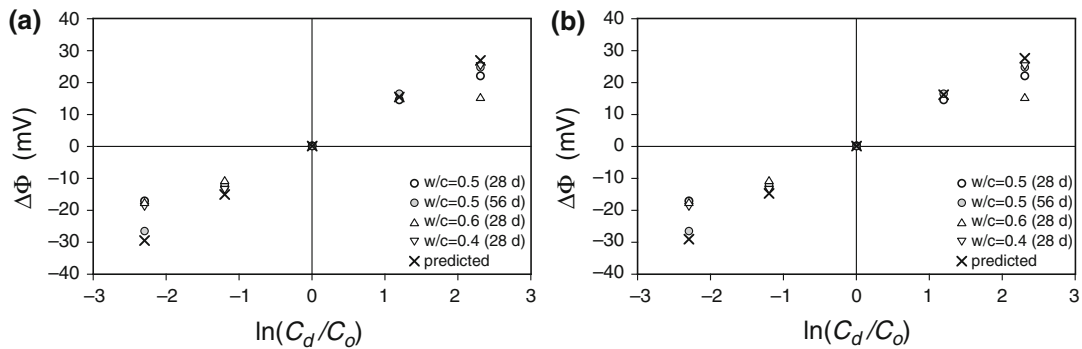 (a)
40
30
20
10
0
−10
−20
−30
−40
ΔΦ (mV)
−3 −2 −1 0 1 2 3
ln(Cd/Co)
w/c=0.5 (28 d)
w/c=0.5 (56 d)
w/c=0.6 (28 d)
w/c=0.4 (28 d)
predicted
(b)
40
30
20
10
0
−10
−20
−30
−40
ΔΦ (mV)
−3 −2 −1 0 1 2 3
ln(Cd/Co)
w/c=0.5 (28 d)
w/c=0.5 (56 d)
w/c=0.6 (28 d)
w/c=0.4 (28 d)
predicted